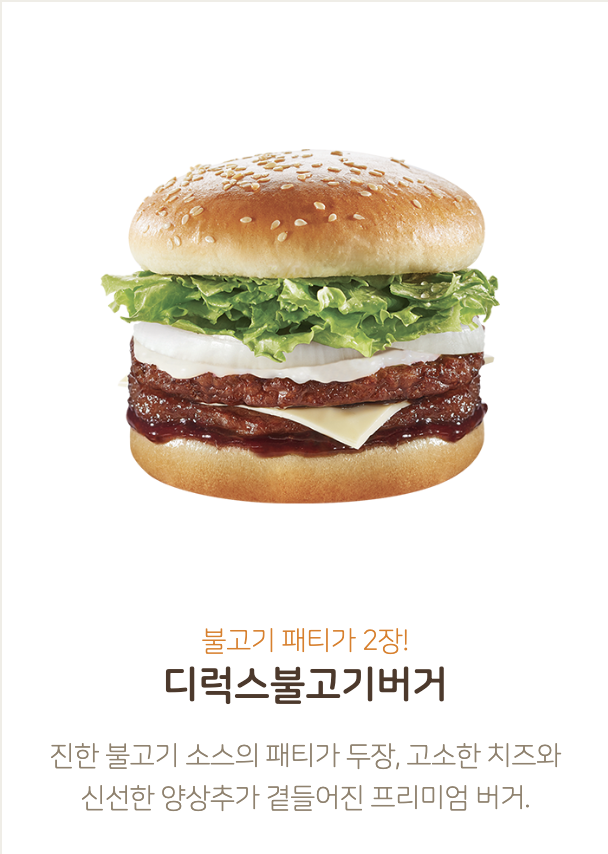 불고기 패티가 2장!
디럭스불고기버거
진한 불고기 소스의 패티가 두장, 고소한 치즈와
신선한 양상추가 곁들어진 프리미엄 버거.